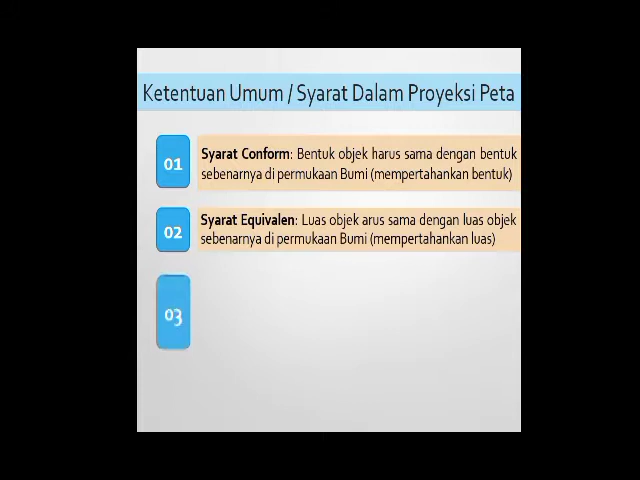 Ketentuan Umum / Syarat Dalam Proyeksi Peta
01
Syarat Conform: Bentuk objek harus sama dengan bentuk
sebenarnya di permukaan Bumi (mempertahankan bentuk)
02
Syarat Equivalen: Luas objek arus sama dengan luas objek
sebenarnya di permukaan Bumi (mempertahankan luas)
03